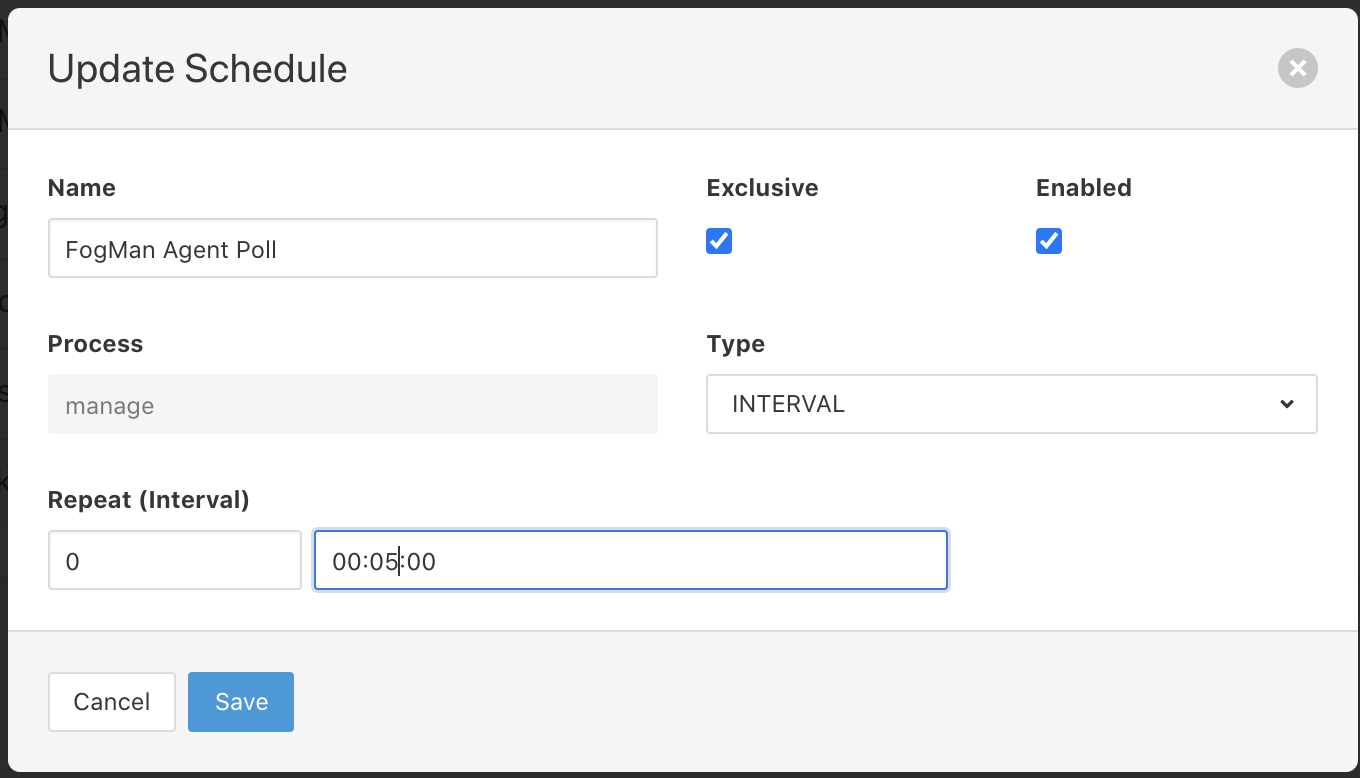 Update Schedule
Name
Exclusive
Enabled
FogMan Agent Poll
Process
Type
manage
INTERVAL
Repeat (Interval)
0
00:05:00
Cancel
Save